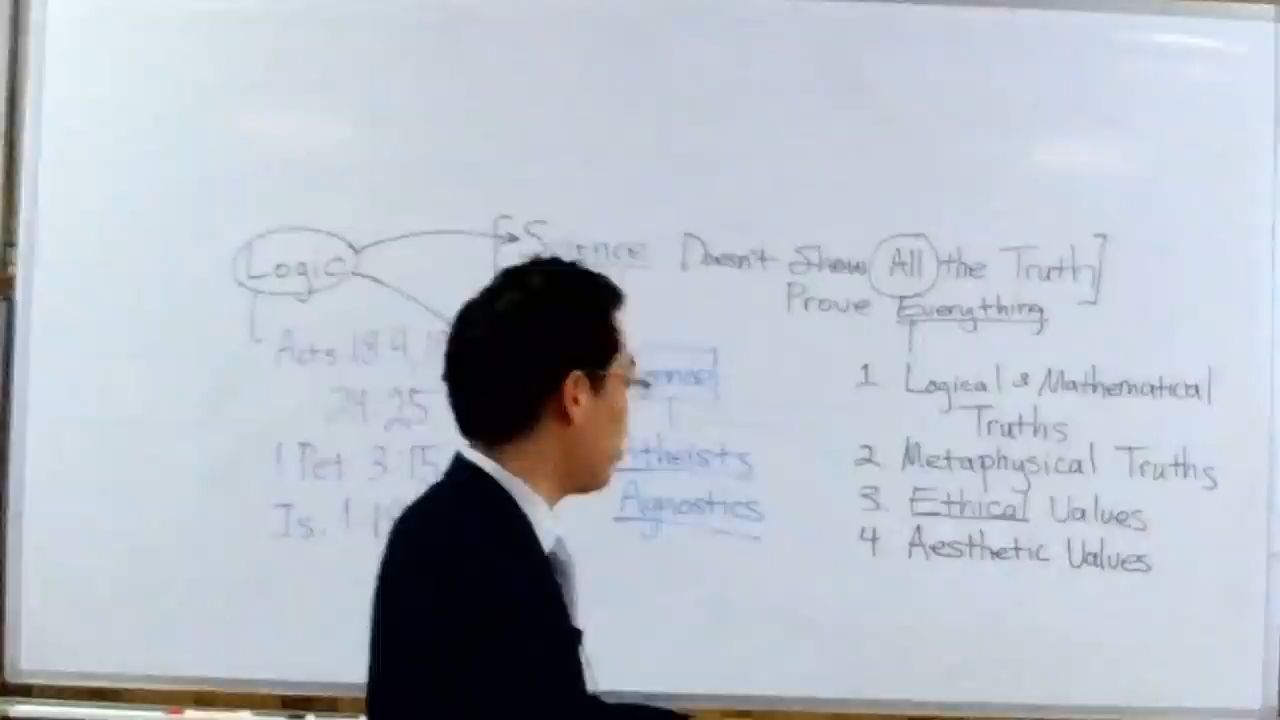 Logic
Science Doesn't Show All the Truth
Prove Everything
Acts 18:4,
24:25
1 Pet 3:15
Is. 1
Atheists
Agnostics
1 Logical & Mathematical
Truths
2 Metaphysical Truths
3. Ethical Values
4 Aesthetic Values